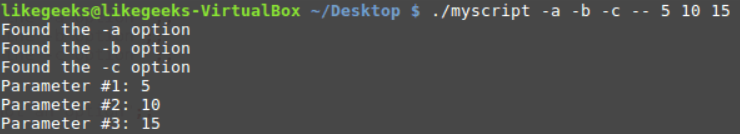 likegeeks@likegeeks-VirtualBox ~/Desktop $ ./myscript -a -b -c -- 5 10 15
Found the -a option
Found the -b option
Found the -c option
Parameter #1: 5
Parameter #2: 10
Parameter #3: 15